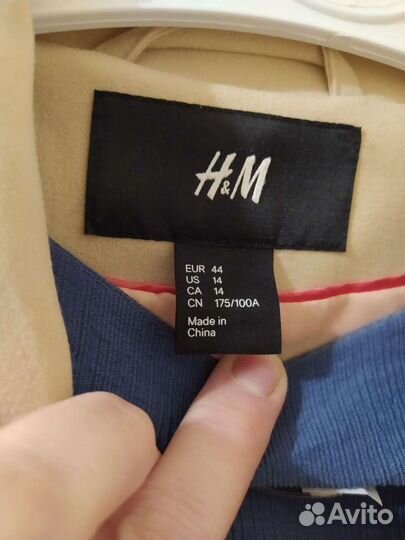 H&M
EUR 44
US 14
CA 14
CN 175/100A
Made in
China
Avito